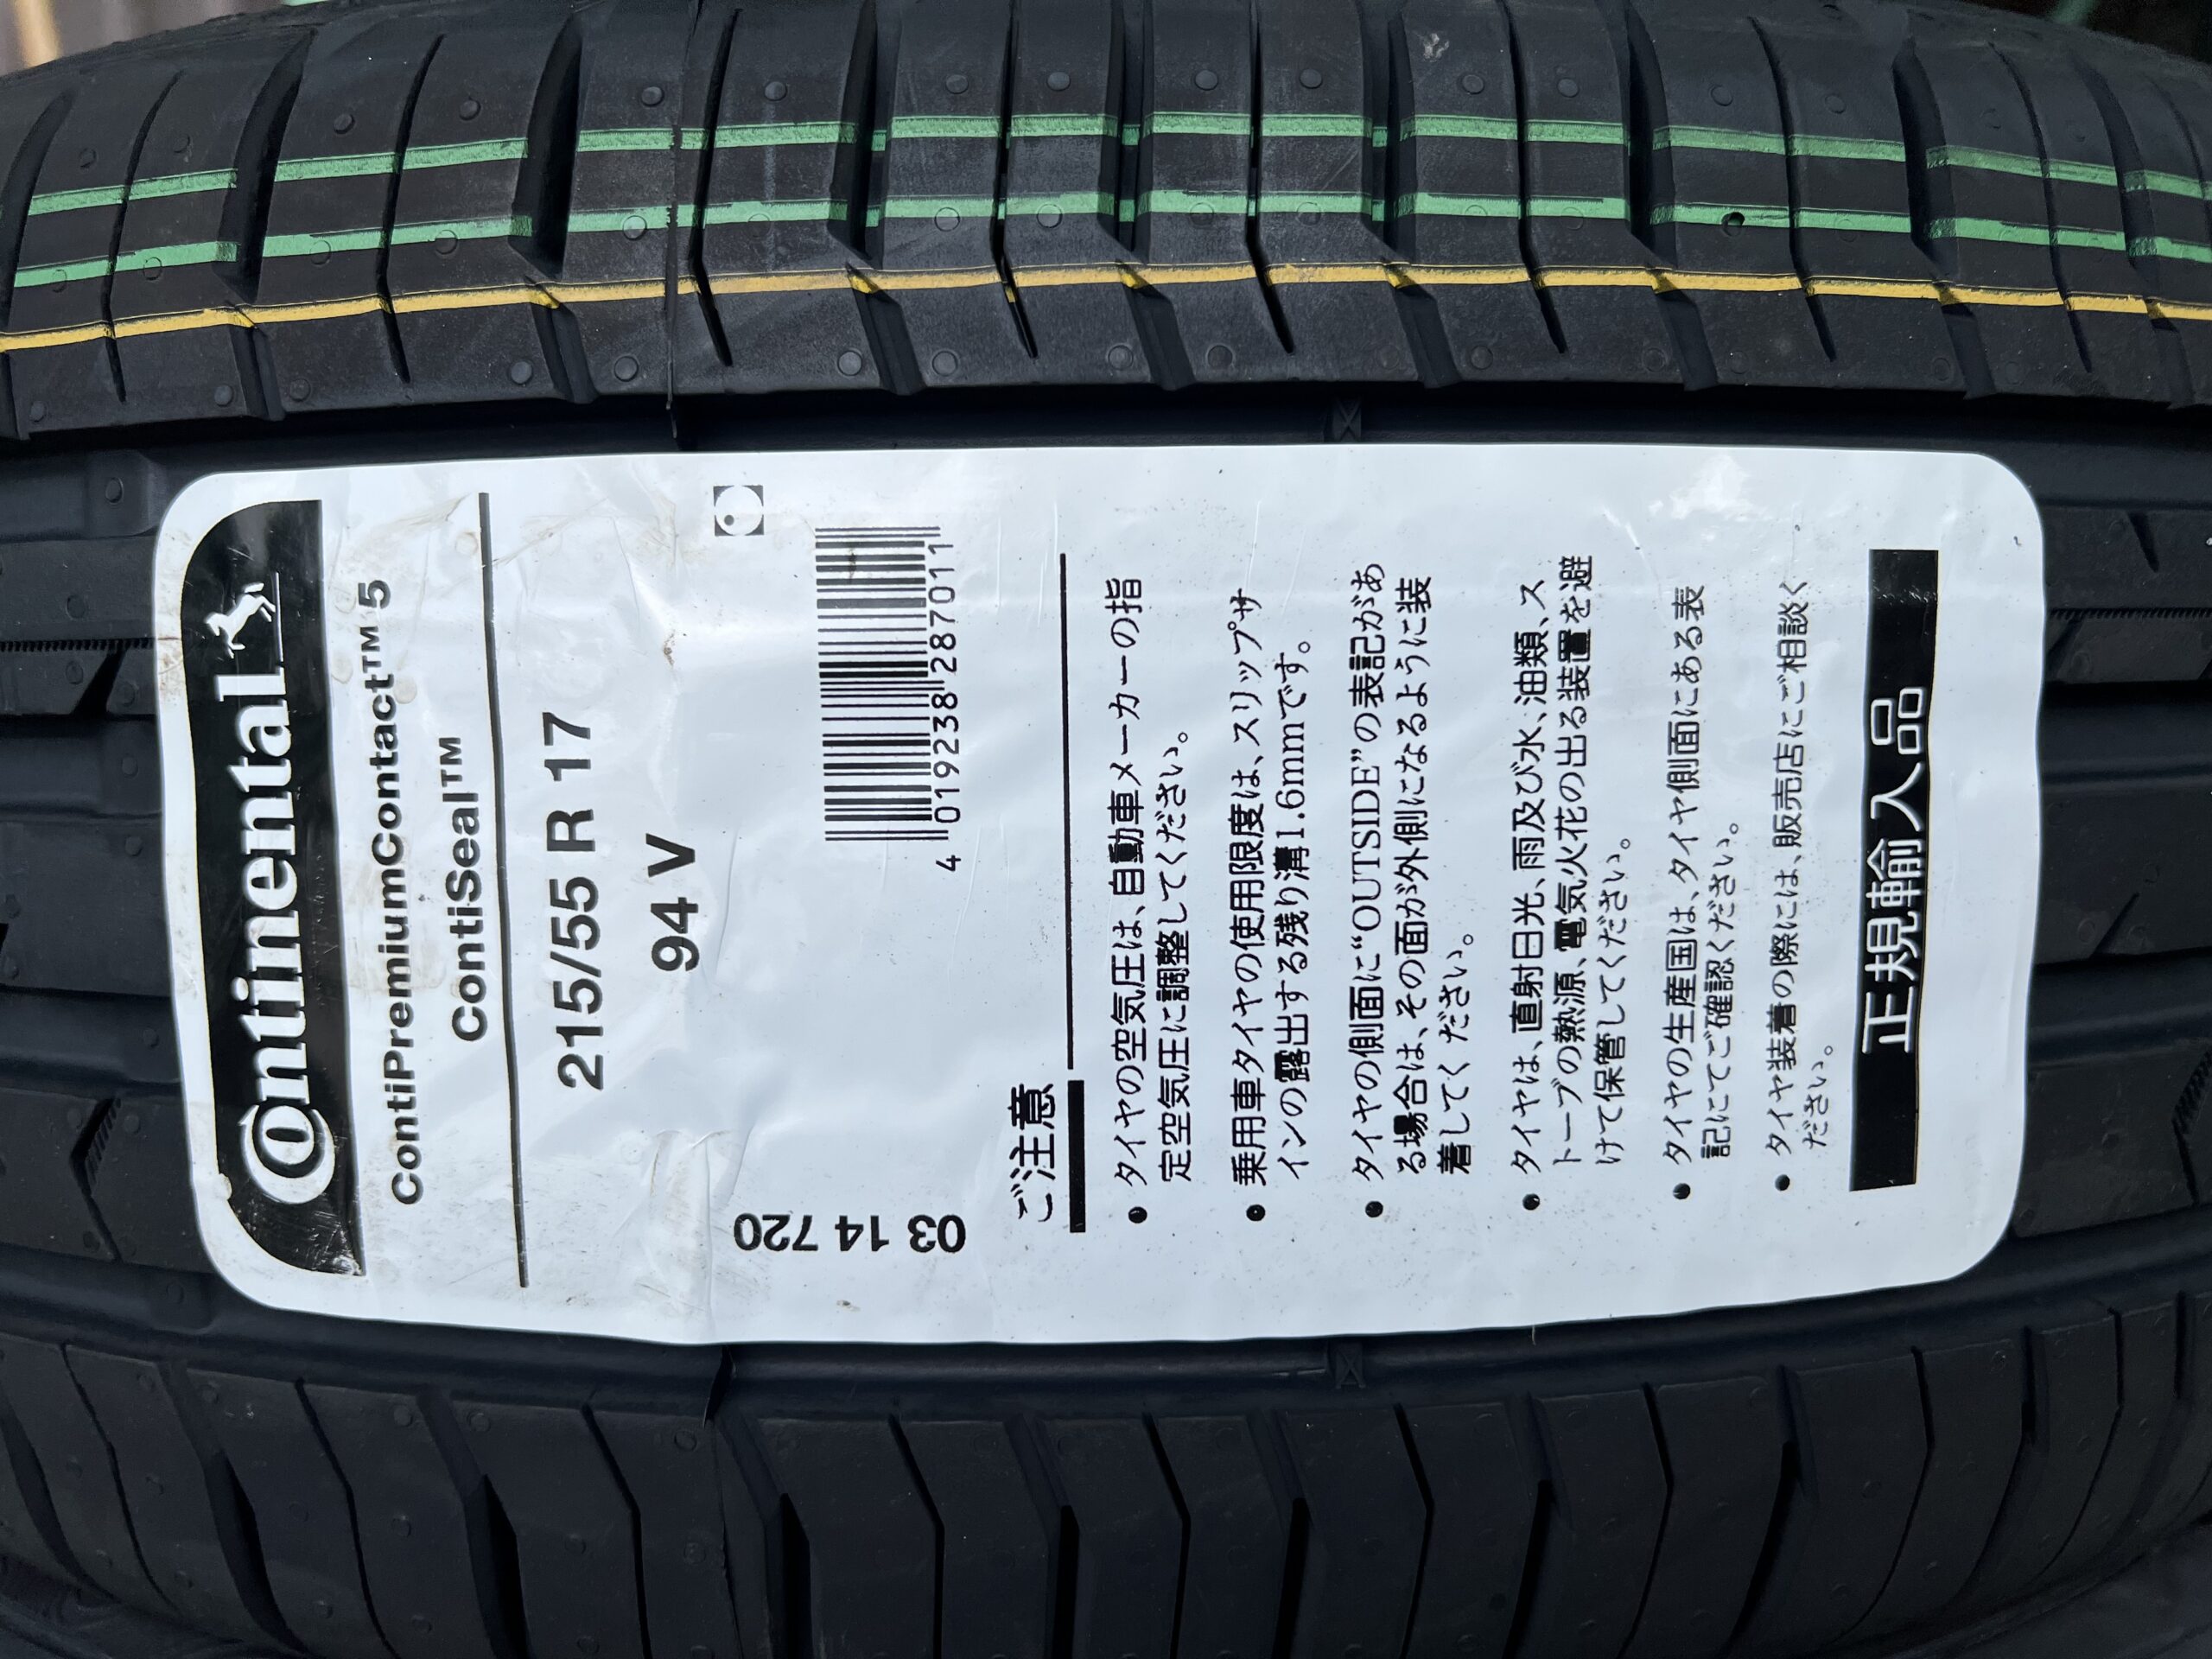 Continental
ContiPremiumContact™ 5
ContiSeal™
215/55 R 17
94 V
4 019238 287011
03 14 720
ご注意
● タイヤの空気圧は、自動車メーカーの指
定空気圧に調整してください。
● 乗用車タイヤの使用限度は、スリップサ
インの露出する残り溝1.6mmです。
● タイヤの側面に“OUTSIDE”の表記があ
る場合は、その面が外側になるように装
着してください。
● タイヤは、直射日光、雨及び水、油類、ス
トーブの熱源、電気火花の出る装置を避
けて保管してください。
● タイヤの生産国は、タイヤ側面にある表
記にてご確認ください。
● タイヤ装着の際には、販売店にご相談く
ださい。
正規輸入品